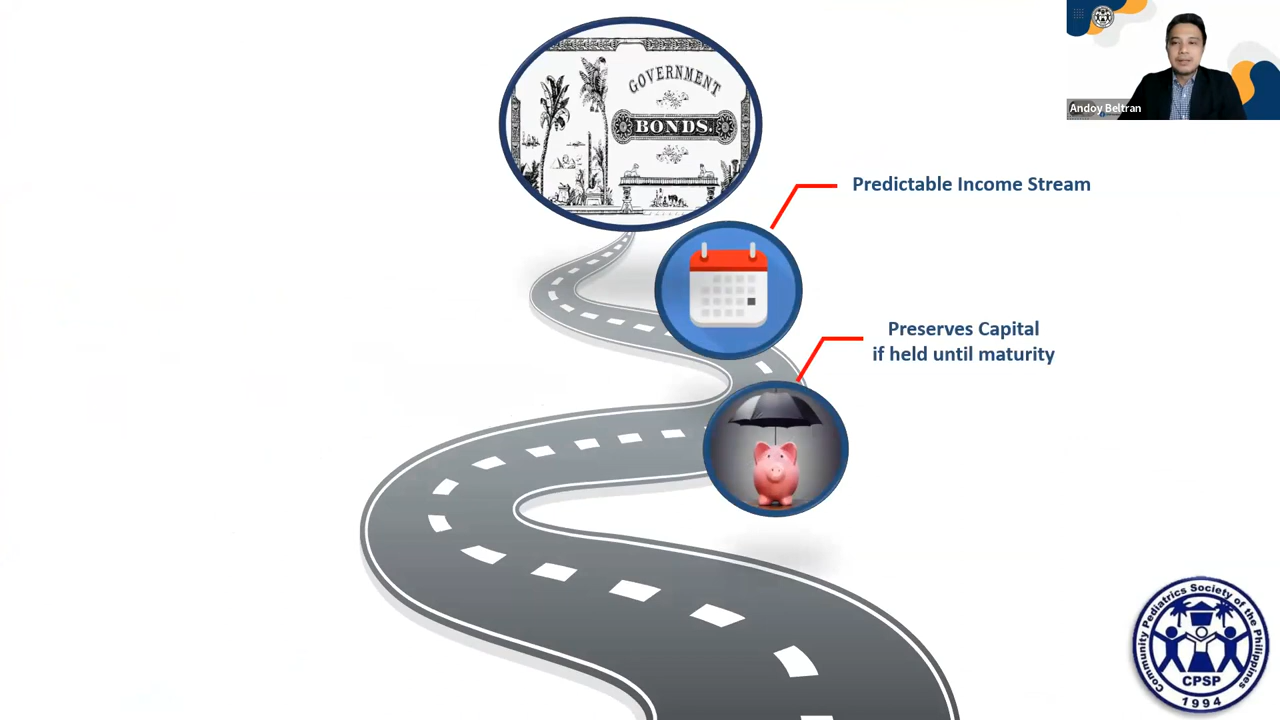 GOVERNMENT
BONDS.
Andoy Beltran
Predictable Income Stream
Preserves Capital
if held until maturity
Community Pediatrics Society of the Philippines
CPSP
1994